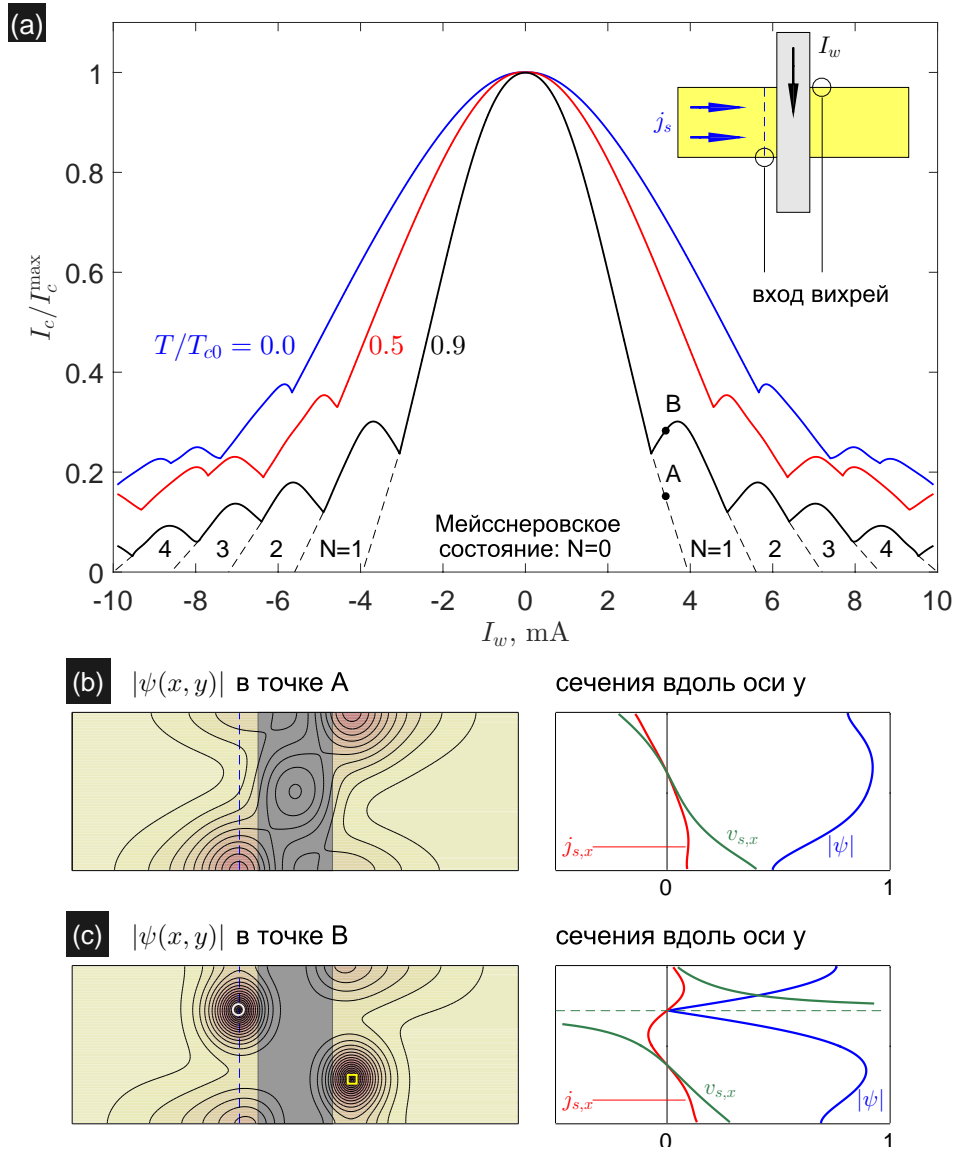 (a)
I_w
j_s
вход вихрей
I_c/I_c^max
1
0.8
0.6
0.4
0.2
0
T/T_c0 = 0.0
0.5
0.9
B
A
Мейсснеровское
состояние: N=0
4 3 2 N=1 N=1 2 3 4
-10 -8 -6 -4 -2 0 2 4 6 8 10
I_w, mA
(b) |ψ(x, y)| в точке A
сечения вдоль оси y
j_s,x
v_s,x
|ψ|
0 1
(c) |ψ(x, y)| в точке B
сечения вдоль оси y
j_s,x
v_s,x
|ψ|
0 1